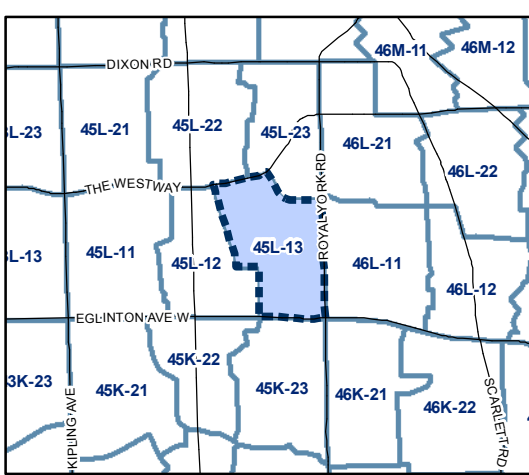 46M-11
46M-12
DIXON RD
L-23
45L-21
45L-22
45L-23
46L-21
46L-22
THE WESTWAY
ROYAL YORK RD
L-13
45L-11
45L-12
45L-13
46L-11
46L-12
EGLINTON AVE W
45K-22
3K-23
45K-21
45K-23
46K-21
46K-22
KIPLING AVE
SCARLETT RD